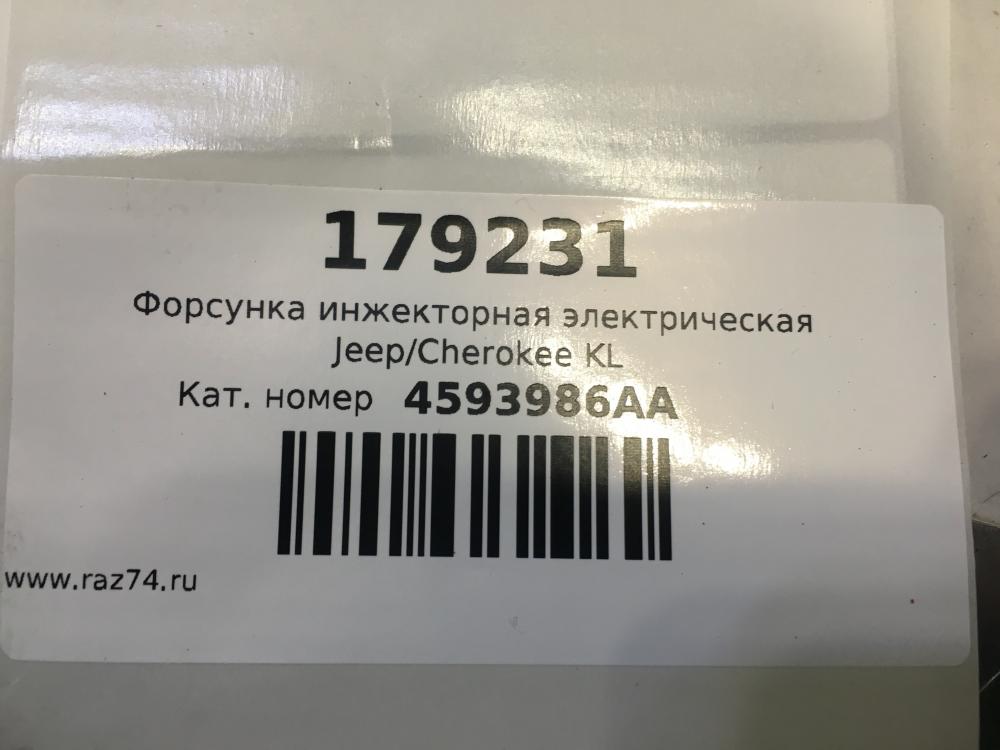 179231
Форсунка инжекторная электрическая
Jeep/Cherokee KL
Кат. номер 4593986AA
www.raz74.ru